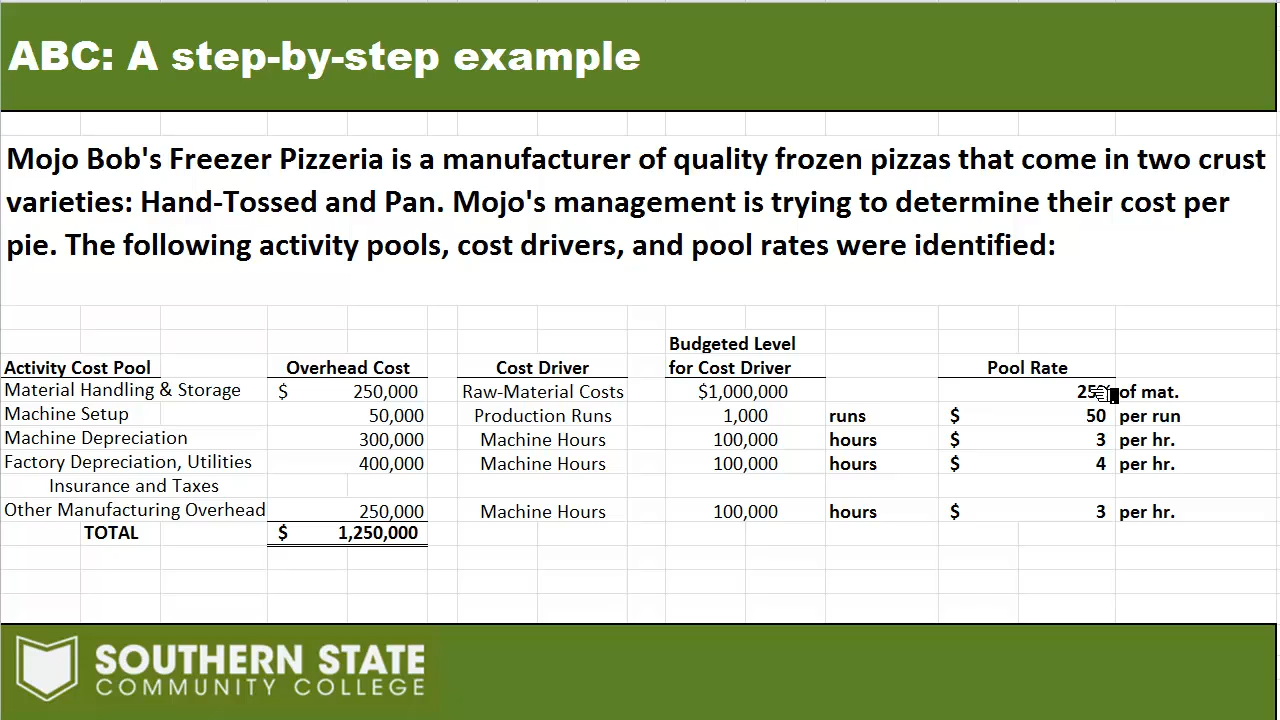 ABC: A step-by-step example
Mojo Bob's Freezer Pizzeria is a manufacturer of quality frozen pizzas that come in two crust
varieties: Hand-Tossed and Pan. Mojo's management is trying to determine their cost per
pie. The following activity pools, cost drivers, and pool rates were identified:
Budgeted Level
Activity Cost Pool Overhead Cost Cost Driver for Cost Driver Pool Rate
Material Handling & Storage $ 250,000 Raw-Material Costs $1,000,000 of mat.
Machine Setup 50,000 Production Runs 1,000 runs $ 50 per run
Machine Depreciation 300,000 Machine Hours 100,000 hours $ 3 per hr.
Factory Depreciation, Utilities 400,000 Machine Hours 100,000 hours $ 4 per hr.
Insurance and Taxes
Other Manufacturing Overhead 250,000 Machine Hours 100,000 hours $ 3 per hr.
TOTAL $ 1,250,000
SOUTHERN STATE
COMMUNITY COLLEGE